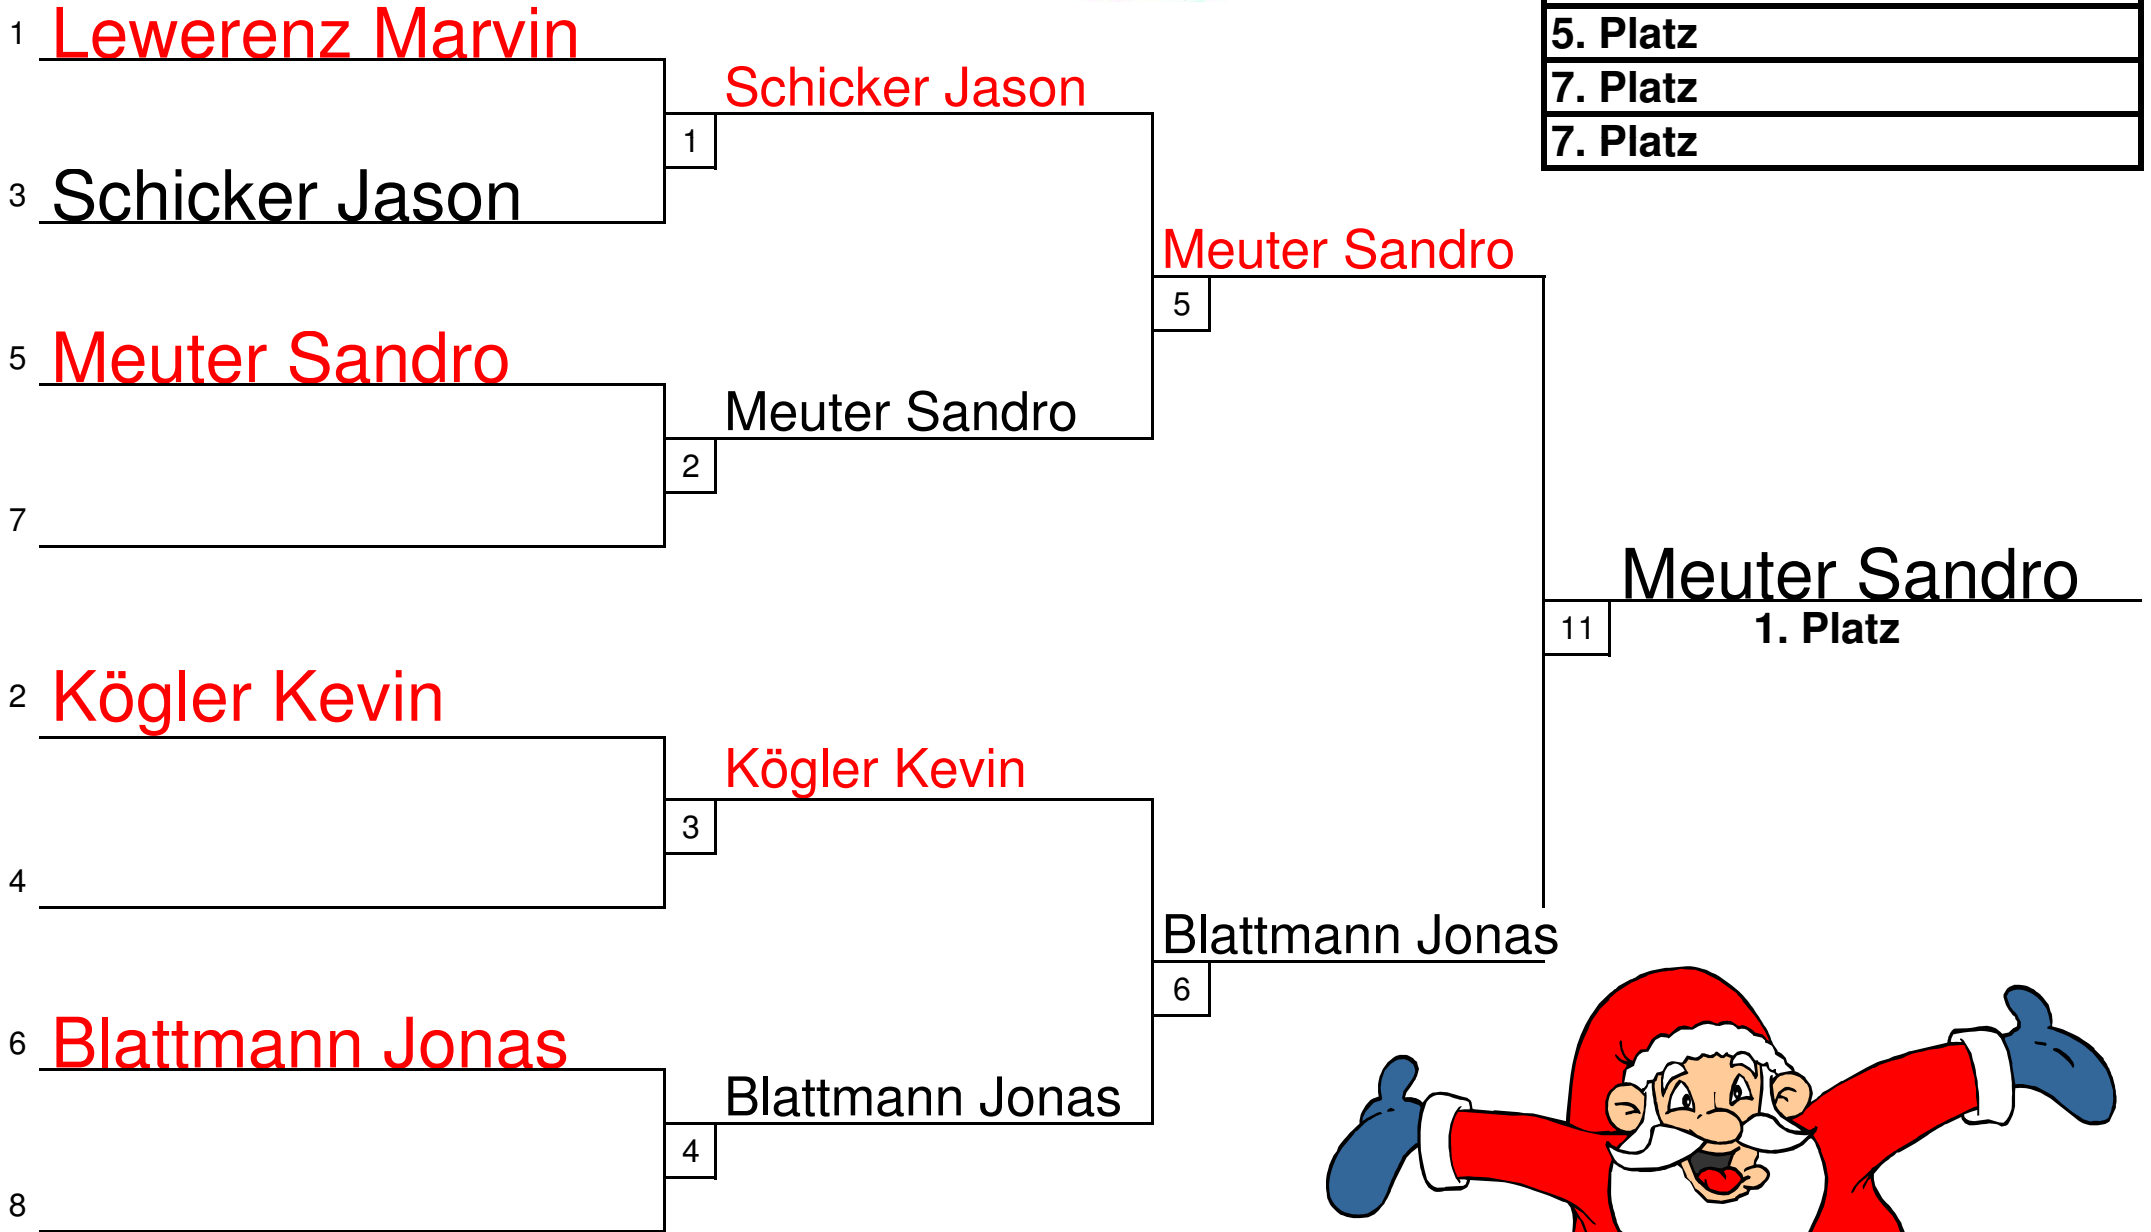 1 Lewerenz Marvin
5. Platz
Schicker Jason
7. Platz
1
7. Platz
3 Schicker Jason
Meuter Sandro
5
5 Meuter Sandro
Meuter Sandro
2
7
Meuter Sandro
11 1. Platz
2 Kögler Kevin
Kögler Kevin
3
4
Blattmann Jonas
6
6 Blattmann Jonas
Blattmann Jonas
4
8